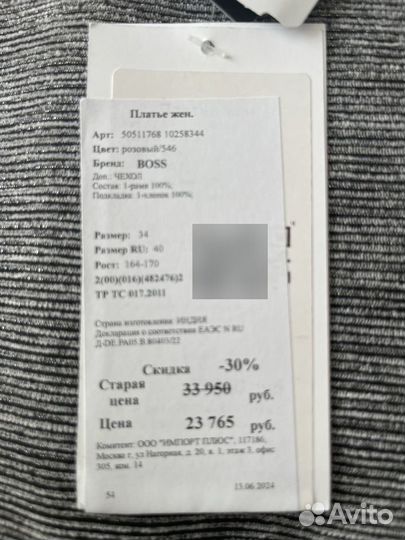 Платье жен.
Арт: 50511768 10258344
Цвет: розовый/546
Бренд: BOSS
Доп.: ЧЕХОЛ
Состав: 1-рами 100%;
Подкладка: 1-хлопок 100%;
Размер: 34
Размер RU: 40
Рост: 164-170
2(00)(016)(482476)2
ТР ТС 017.2011
Страна изготовления: ИНДИЯ
Декларация о соответствии ЕАЭС N RU
Д-DE.РА05.В.80403/22
Скидка -30%
Старая цена 33 950 руб.
Цена 23 765 руб.
Комитент: ООО "ИМПОРТ ПЛЮС", 117186,
Москва г, ул Нагорная, д. 20, к. 1, этаж 3, офис
305, ком. 14
54 15.06.2024
Avito